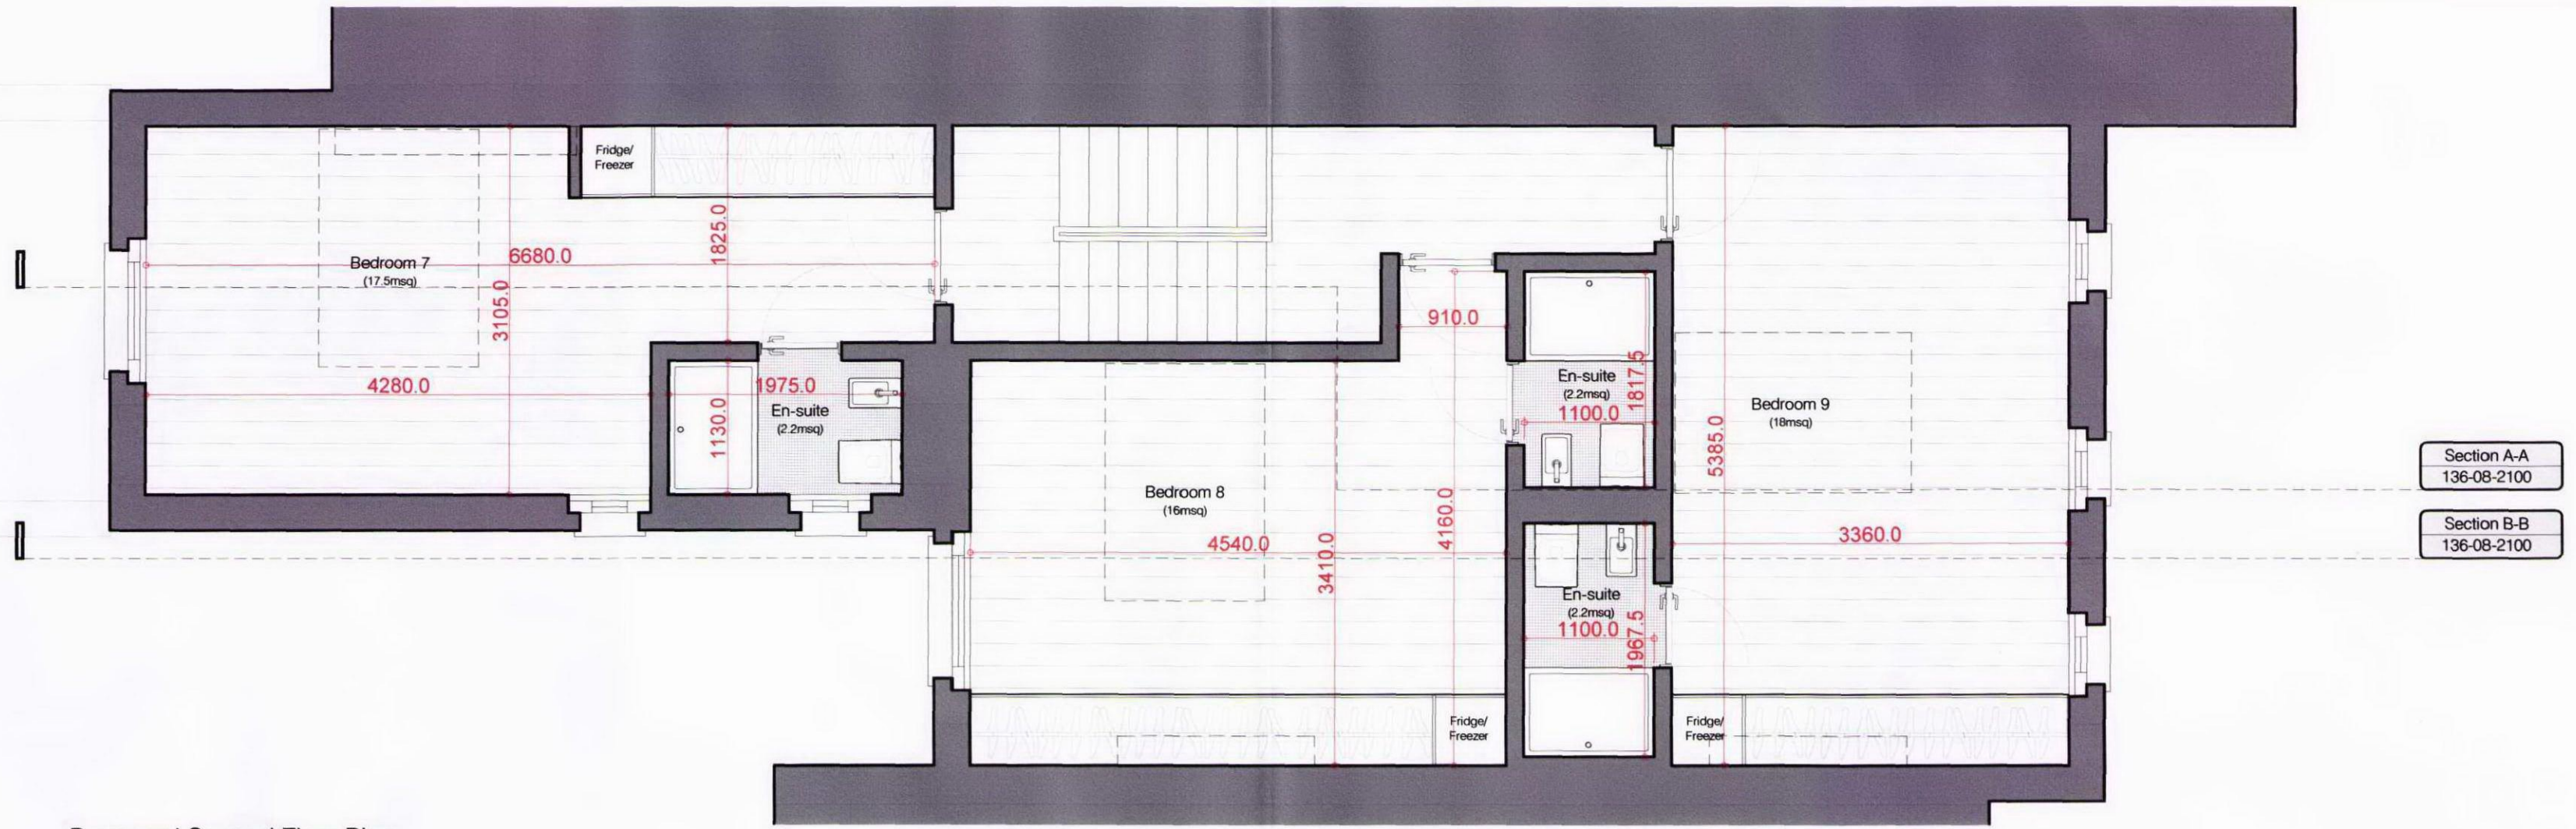 Fridge/
Freezer
Bedroom 7
(17.5msq)
6680.0
1825.0
3105.0
4280.0
1975.0
1130.0
En-suite
(2.2msq)
910.0
En-suite
(2.2msq)
1817.5
1100.0
Bedroom 9
(18msq)
5385.0
Bedroom 8
(16msq)
4540.0
3410.0
4160.0
3360.0
En-suite
(2.2msq)
1100.0
1967.5
Fridge/
Freezer
Fridge/
Freezer
Section A-A
136-08-2100
Section B-B
136-08-2100